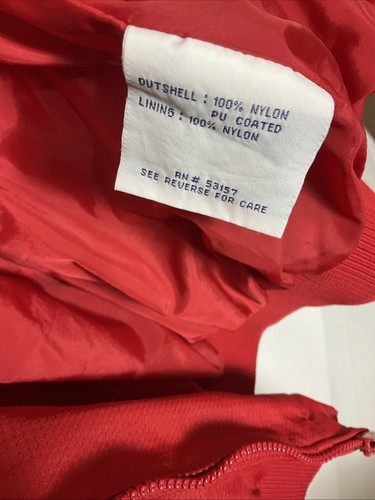 OUTSHELL : 100% NYLON
PU COATED
LINING : 100% NYLON
RN# 53157
SEE REVERSE FOR CARE